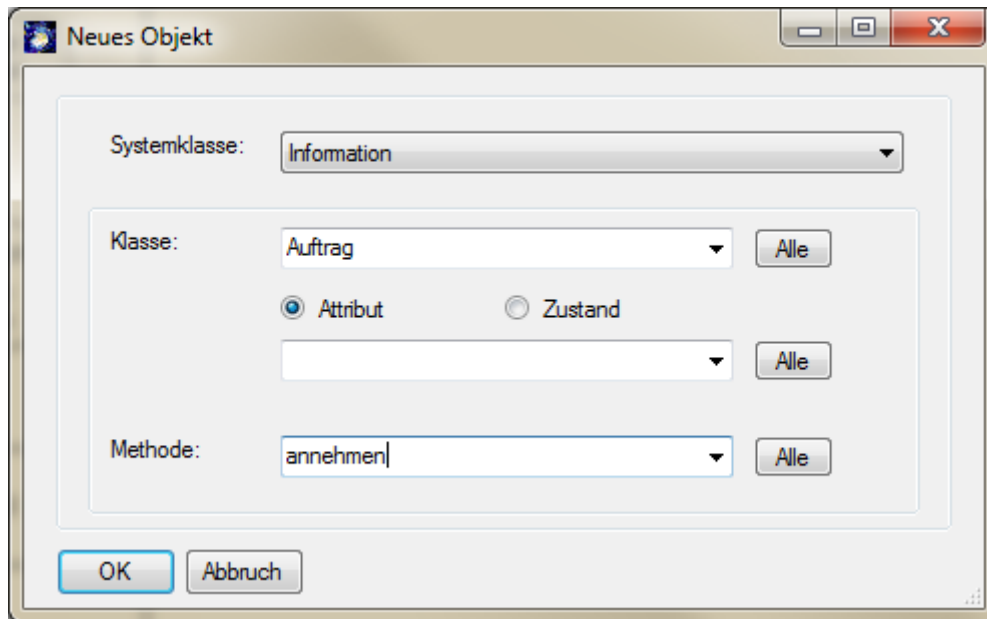 Neues Objekt
Systemklasse: Information
Klasse: Auftrag Alle
Attribut Zustand
Alle
Methode: annehmen Alle
OK Abbruch